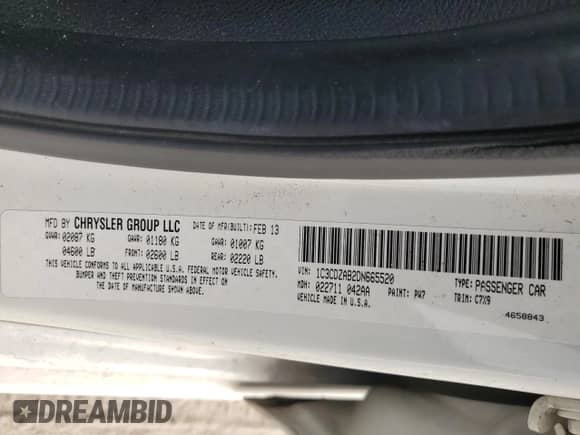 MFD BY CHRYSLER GROUP LLC DATE OF MFR(BUILT): FEB 13
GVWR: 02087 KG GAWR: 01180 KG GAWR: 01007 KG
04600 LB FRONT: 02600 LB REAR: 02220 LB
THIS VEHICLE CONFORMS TO ALL APPLICABLE U.S.A. FEDERAL MOTOR VEHICLE SAFETY,
BUMPER AND THEFT PREVENTION STANDARDS IN EFFECT ON
THE DATE OF MANUFACTURE SHOWN ABOVE.
VIN: 1C3CDZAB2DN665520 TYPE: PASSENGER CAR
MDH: 022711 042AA PAINT: PW7 TRIM: C7X9
VEHICLE MADE IN U.S.A. 4658843
DREAMBID